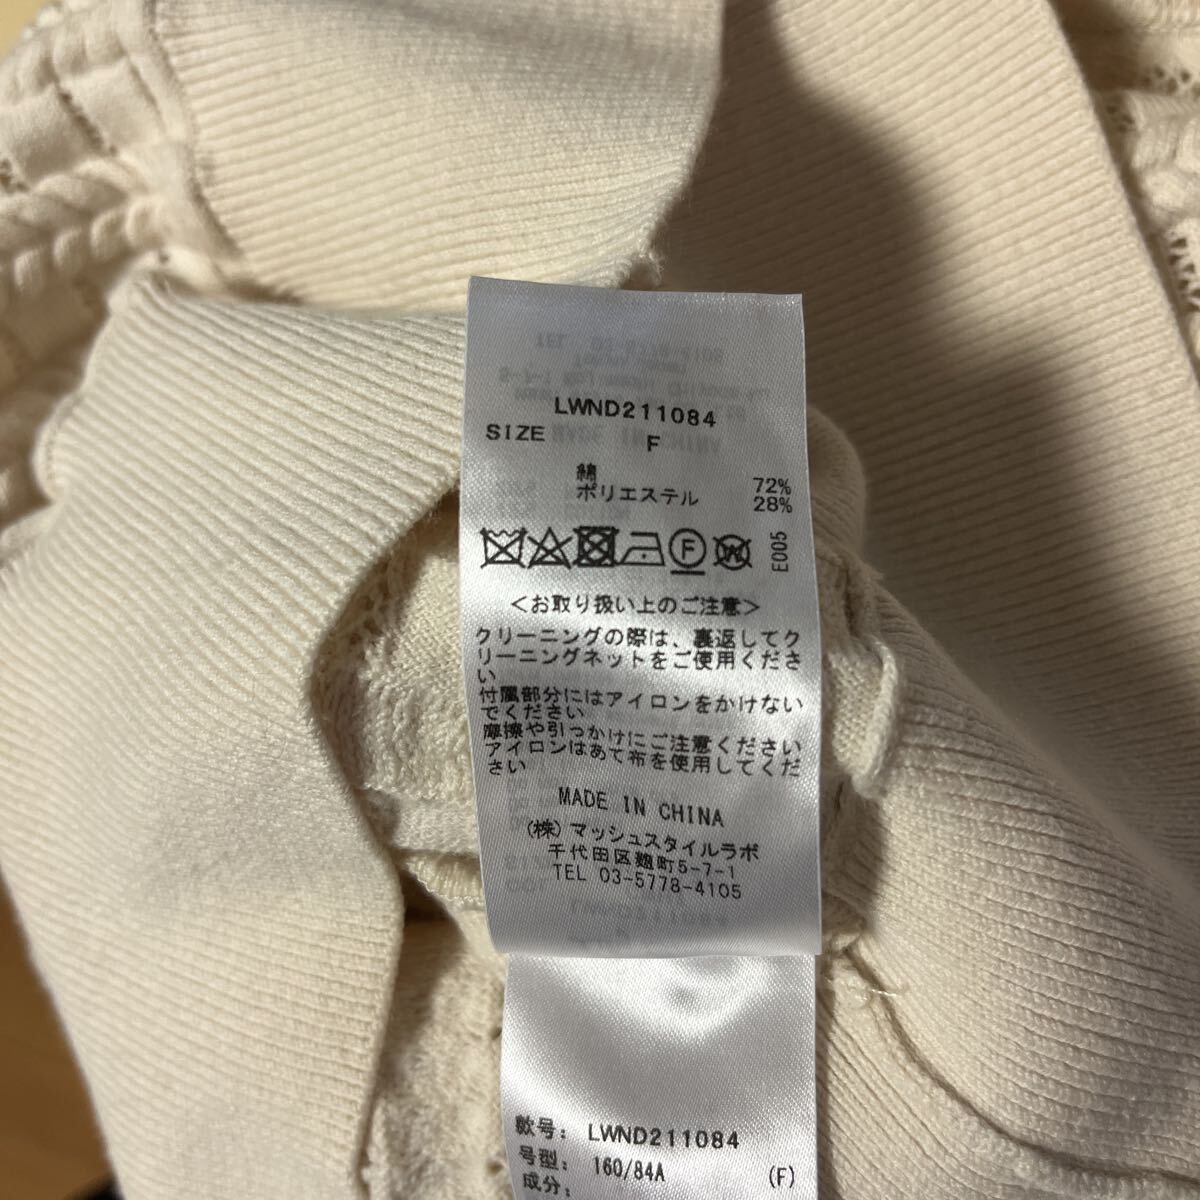 LWND211084
SIZE F
綿 72%
ポリエステル 28%
F W E005
＜お取り扱い上のご注意＞
クリーニングの際は、裏返してク
リーニングネットをご使用くださ
い
付属部分にはアイロンをかけない
でください
摩擦や引っかけにご注意ください
アイロンはあて布を使用してくだ
さい
MADE IN CHINA
(株)マッシュスタイルラボ
千代田区麹町5-7-1
TEL 03-5778-4105
款号: LWND211084
号型: 160/84A (F)
成分: